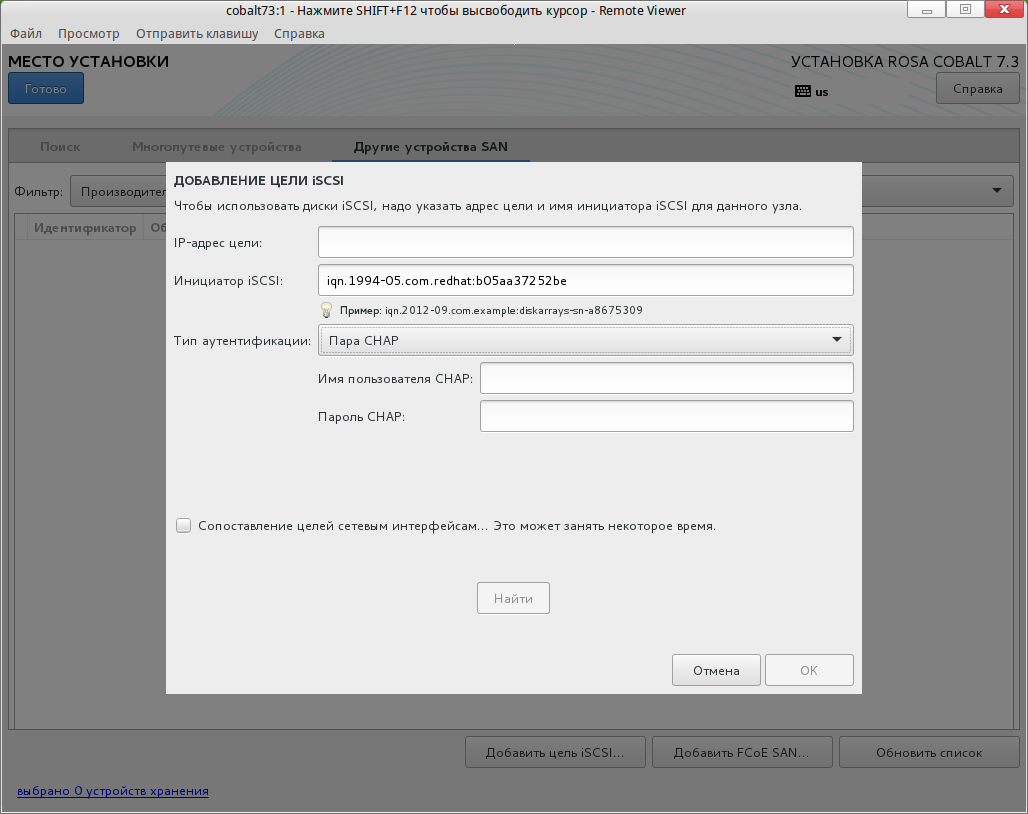 cobalt73:1 - Нажмите SHIFT+F12 чтобы высвободить курсор - Remote Viewer
Файл Просмотр Отправить клавишу Справка
МЕСТО УСТАНОВКИ
УСТАНОВКА ROSA COBALT 7.3
Готово
us
Справка
Поиск Многопутевые устройства Другие устройства SAN
Фильтр:
ДОБАВЛЕНИЕ ЦЕЛИ iSCSI
Чтобы использовать диски iSCSI, надо указать адрес цели и имя инициатора iSCSI для данного узла.
Идентификатор
IP-адрес цели:
Инициатор iSCSI: iqn.1994-05.com.redhat:b05aa37252be
Пример: iqn.2012-09.com.example:diskarrays-sn-a8675309
Тип аутентификации: Пара CHAP
Имя пользователя CHAP:
Пароль CHAP:
Сопоставление целей сетевым интерфейсам... Это может занять некоторое время.
Найти
Отмена OK
Добавить цель iSCSI... Добавить FCoE SAN... Обновить список
выбрано 0 устройств хранения